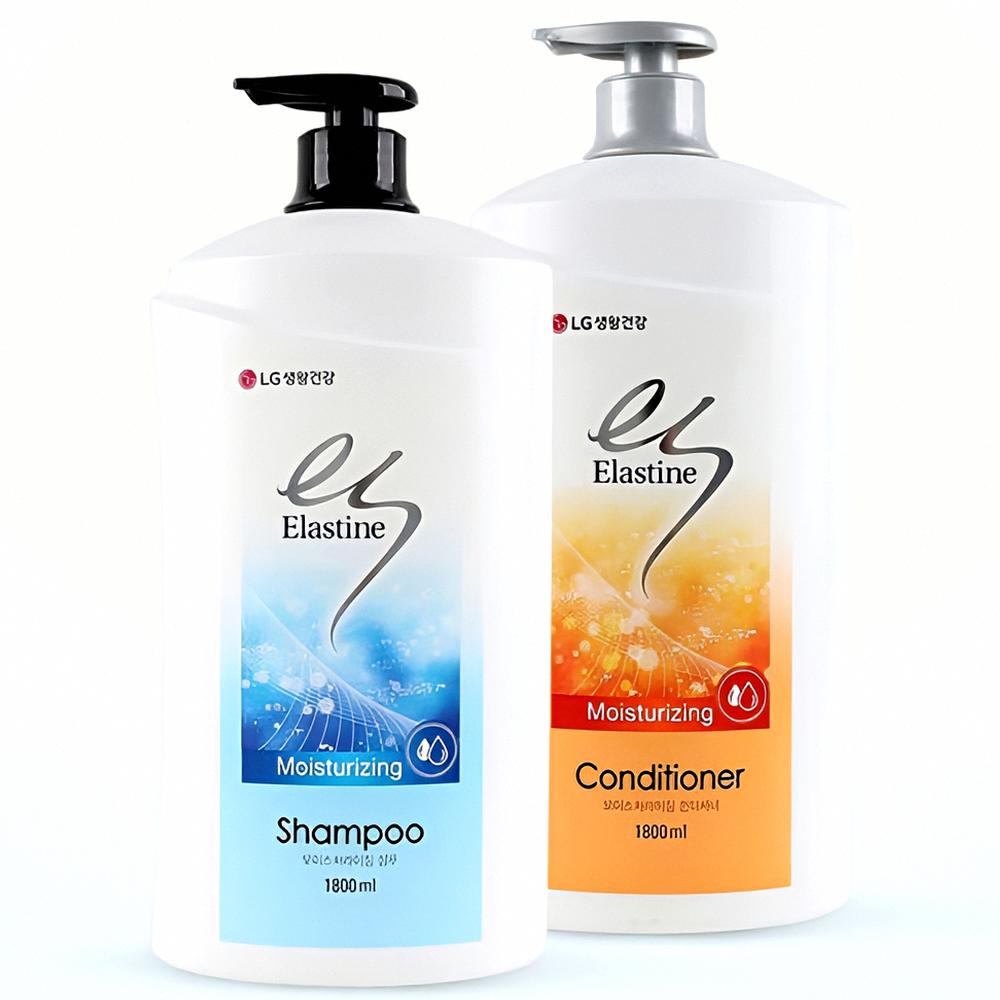 LG생활건강
Elastine
Moisturizing
Shampoo
1800ml
LG생활건강
Elastine
Moisturizing
Conditioner
1800ml